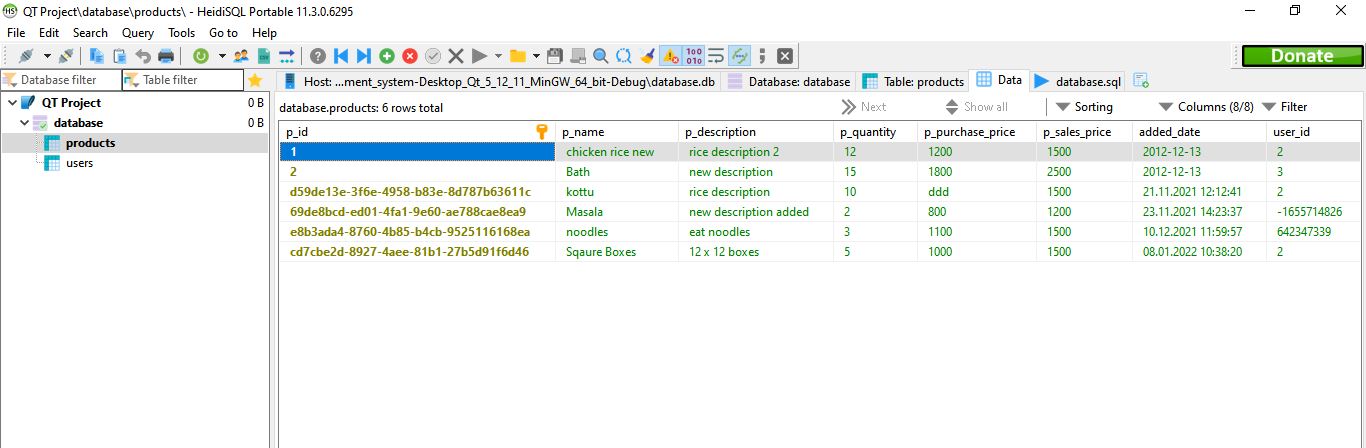 QT Project\database\products\ - HeidiSQL Portable 11.3.0.6295
File Edit Search Query Tools Go to Help
Donate
Database filter Table filter Host: ...ment_system-Desktop_Qt_5_12_11_MinGW_64_bit-Debug\database.db Database: database Table: products Data database.sql
QT Project 0 B
database 0 B
products
users
database.products: 6 rows total Next Show all Sorting Columns (8/8) Filter
p_id p_name p_description p_quantity p_purchase_price p_sales_price added_date user_id
1 chicken rice new rice description 2 12 1200 1500 2012-12-13 2
2 Bath new description 15 1800 2500 2012-12-13 3
d59de13e-3f6e-4958-b83e-8d787b63611c kottu rice description 10 ddd 1500 21.11.2021 12:12:41 2
69de8bcd-ed01-4fa1-9e60-ae788cae8ea9 Masala new description added 2 800 1200 23.11.2021 14:23:37 -1655714826
e8b3ada4-8760-4b85-b4cb-9525116168ea noodles eat noodles 3 1100 1500 10.12.2021 11:59:57 642347339
cd7cbe2d-8927-4aee-81b1-27b5d91f6d46 Sqaure Boxes 12 x 12 boxes 5 1000 1500 08.01.2022 10:38:20 2